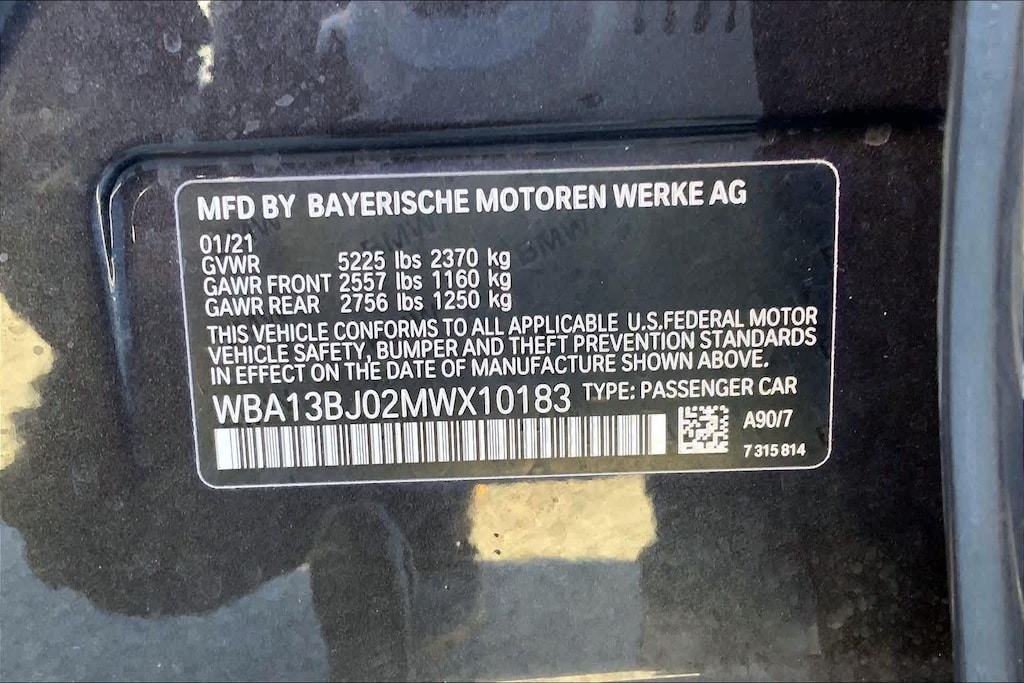 MFD BY BAYERISCHE MOTOREN WERKE AG
01/21
GVWR 5225 lbs 2370 kg
GAWR FRONT 2557 lbs 1160 kg
GAWR REAR 2756 lbs 1250 kg
THIS VEHICLE CONFORMS TO ALL APPLICABLE U.S.FEDERAL MOTOR
VEHICLE SAFETY, BUMPER AND THEFT PREVENTION STANDARDS
IN EFFECT ON THE DATE OF MANUFACTURE SHOWN ABOVE.
WBA13BJ02MWX10183 TYPE: PASSENGER CAR
A90/7
7 315 814